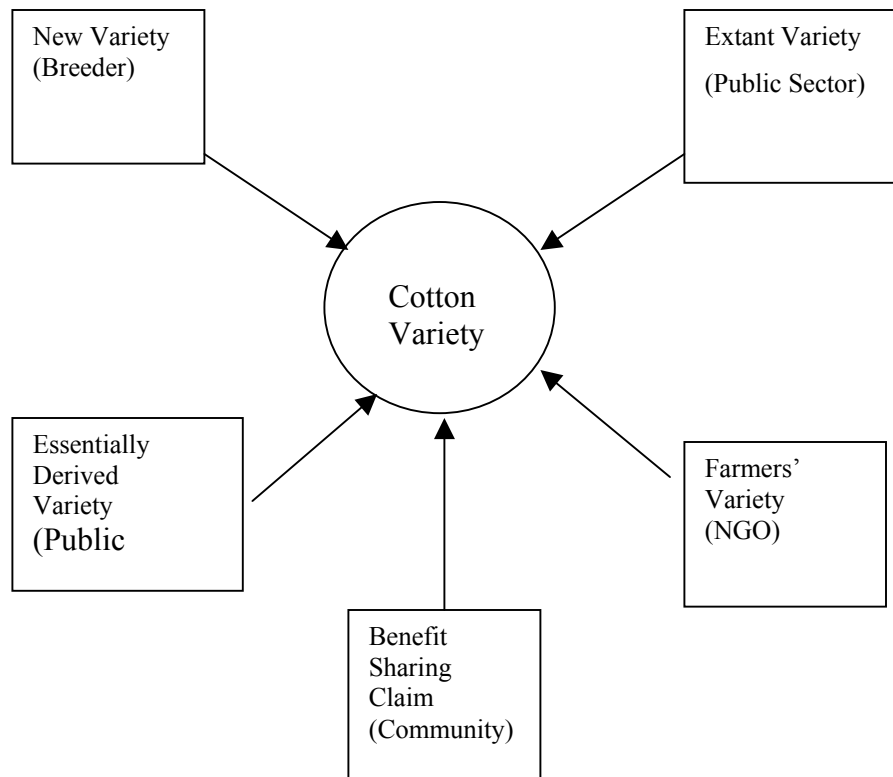 New Variety
(Breeder)
Extant Variety
(Public Sector)
Cotton
Variety
Essentially
Derived
Variety
(Public
Farmers’
Variety
(NGO)
Benefit
Sharing
Claim
(Community)